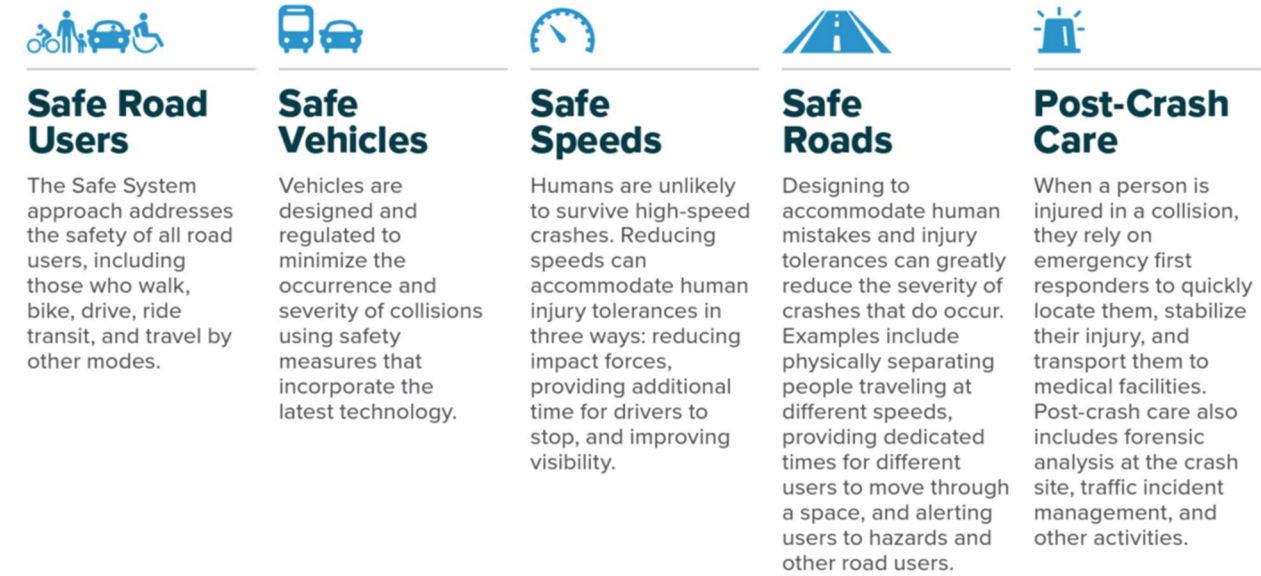 Safe Road
Users
The Safe System
approach addresses
the safety of all road
users, including
those who walk,
bike, drive, ride
transit, and travel by
other modes.
Safe
Vehicles
Vehicles are
designed and
regulated to
minimize the
occurrence and
severity of collisions
using safety
measures that
incorporate the
latest technology.
Safe
Speeds
Humans are unlikely
to survive high-speed
crashes. Reducing
speeds can
accommodate human
injury tolerances in
three ways: reducing
impact forces,
providing additional
time for drivers to
stop, and improving
visibility.
Safe
Roads
Designing to
accommodate human
mistakes and injury
tolerances can greatly
reduce the severity of
crashes that do occur.
Examples include
physically separating
people traveling at
different speeds,
providing dedicated
times for different
users to move through
a space, and alerting
users to hazards and
other road users.
Post-Crash
Care
When a person is
injured in a collision,
they rely on
emergency first
responders to quickly
locate them, stabilize
their injury, and
transport them to
medical facilities.
Post-crash care also
includes forensic
analysis at the crash
site, traffic incident
management, and
other activities.